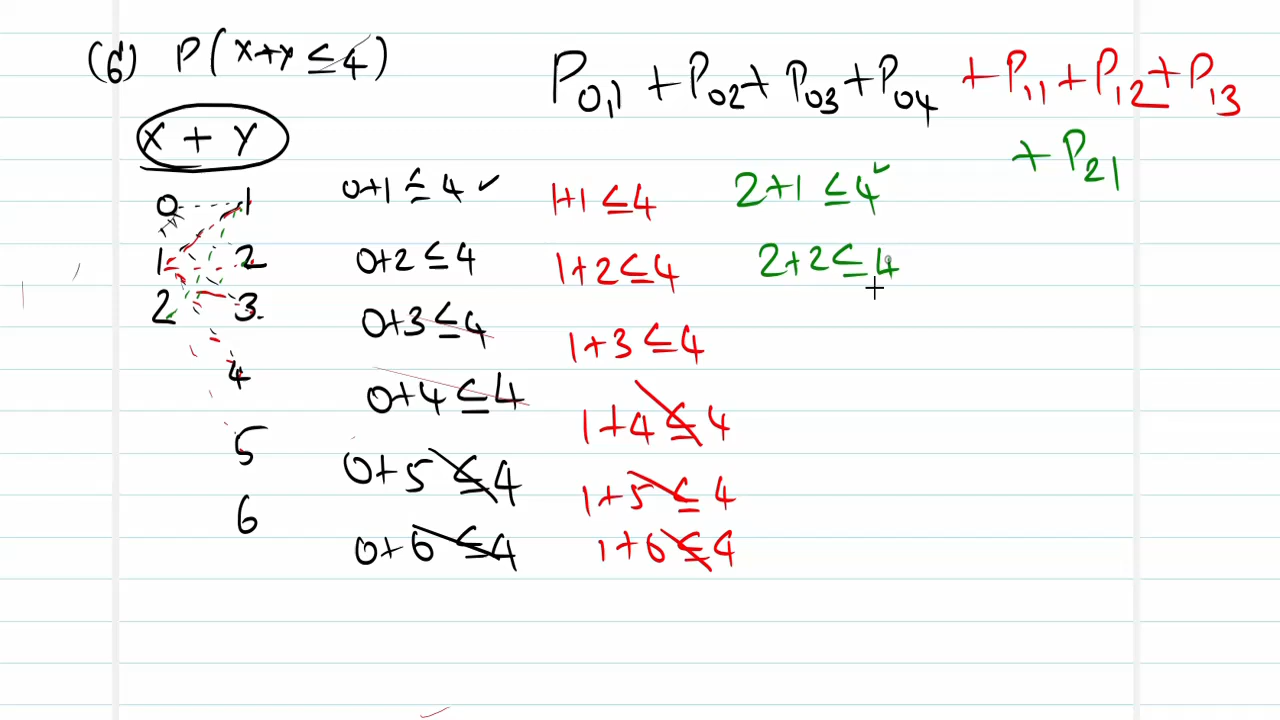 (6) P(x+y ≤ 4)
P0,1 + P02 + P03 + P04 + P11 + P12 + P13
+ P21
x + y
0 1
1 2
2 3
4
5
6
0+1 ≤ 4 ✓
0+2 ≤ 4
0+3 ≤ 4
0+4 ≤ 4
0+5 ≤ 4
0+6 ≤ 4
1+1 ≤ 4
1+2 ≤ 4
1+3 ≤ 4
1+4 ≤ 4
1+5 ≤ 4
1+6 ≤ 4
2+1 ≤ 4 ✓
2+2 ≤ 4